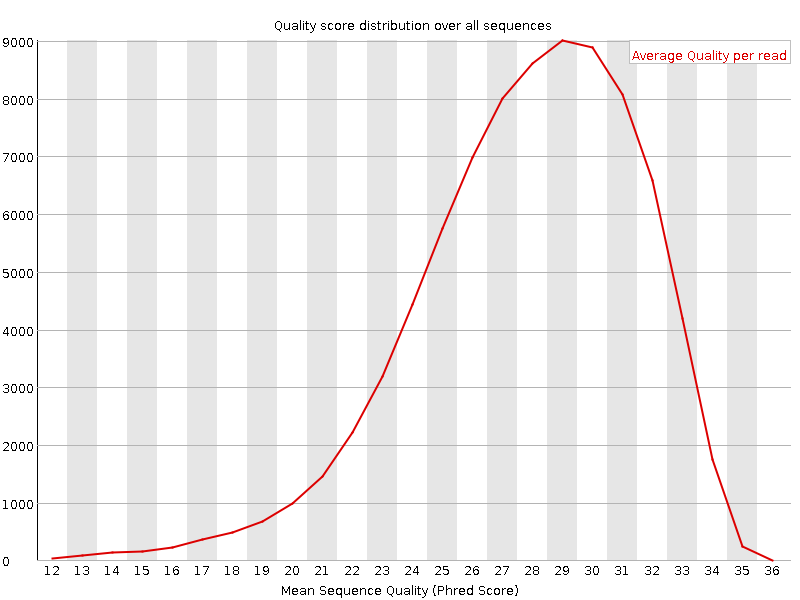 Quality score distribution over all sequences
Average Quality per read
9000
8000
7000
6000
5000
4000
3000
2000
1000
0
12 13 14 15 16 17 18 19 20 21 22 23 24 25 26 27 28 29 30 31 32 33 34 35 36
Mean Sequence Quality (Phred Score)